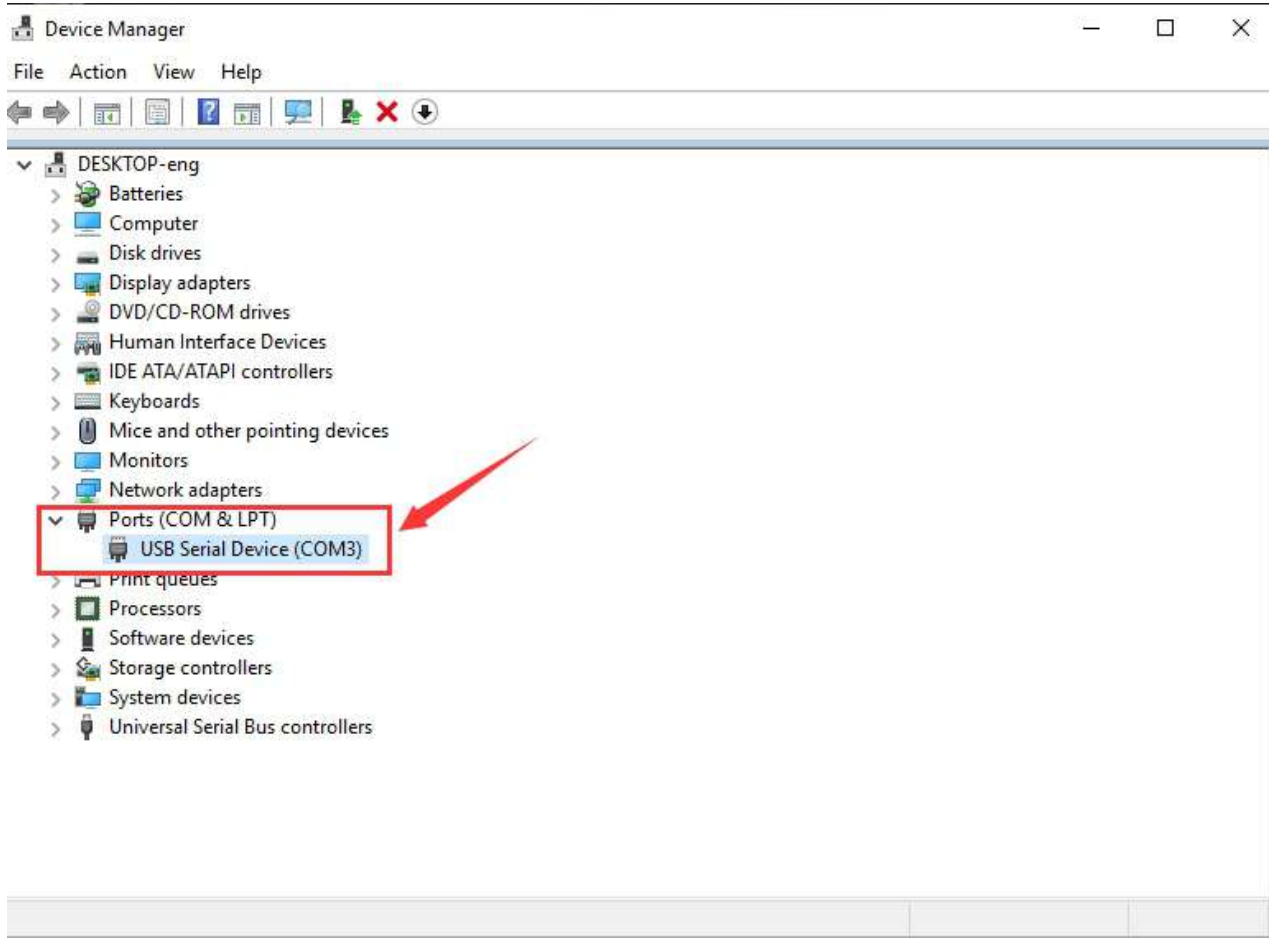 Device Manager
File Action View Help
DESKTOP-eng
Batteries
Computer
Disk drives
Display adapters
DVD/CD-ROM drives
Human Interface Devices
IDE ATA/ATAPI controllers
Keyboards
Mice and other pointing devices
Monitors
Network adapters
Ports (COM & LPT)
USB Serial Device (COM3)
Print queues
Processors
Software devices
Storage controllers
System devices
Universal Serial Bus controllers